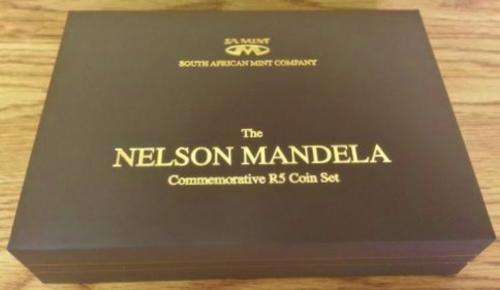 SA MINT
SOUTH AFRICAN MINT COMPANY
The
NELSON MANDELA
Commemorative R5 Coin Set